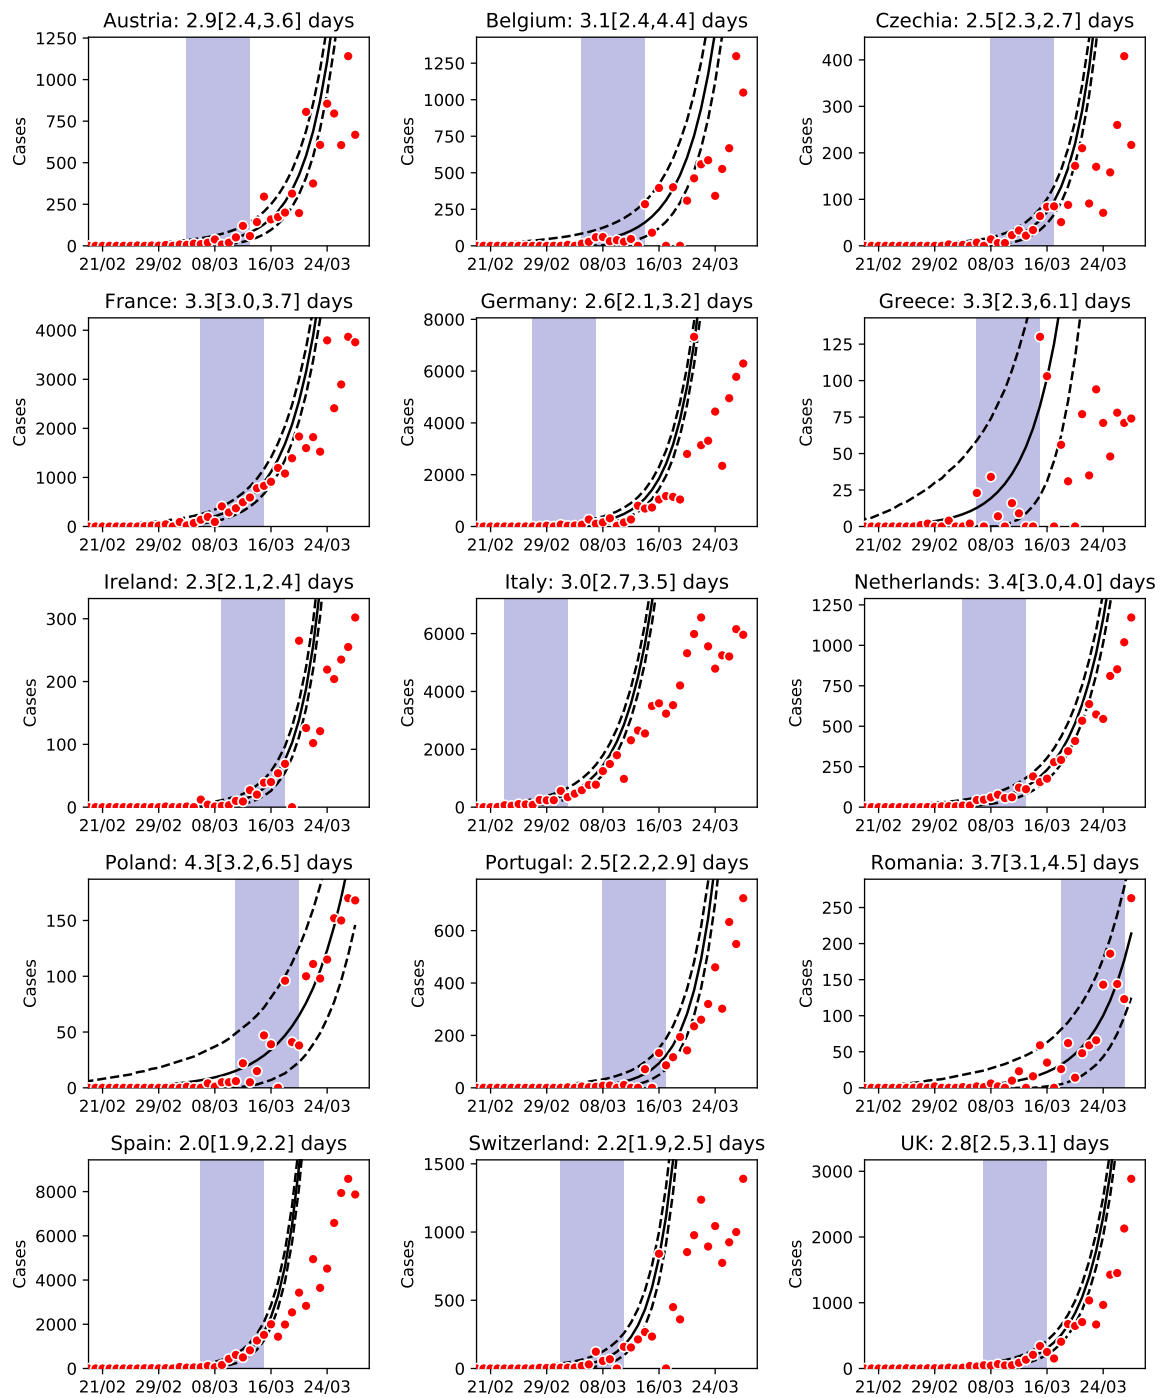 Austria: 2.9[2.4,3.6] days
Belgium: 3.1[2.4,4.4] days
Czechia: 2.5[2.3,2.7] days
Cases
1250
1000
750
500
250
0
21/02 29/02 08/03 16/03 24/03
Cases
1250
1000
750
500
250
0
21/02 29/02 08/03 16/03 24/03
Cases
400
300
200
100
0
21/02 29/02 08/03 16/03 24/03
France: 3.3[3.0,3.7] days
Germany: 2.6[2.1,3.2] days
Greece: 3.3[2.3,6.1] days
Cases
4000
3000
2000
1000
0
21/02 29/02 08/03 16/03 24/03
Cases
8000
6000
4000
2000
0
21/02 29/02 08/03 16/03 24/03
Cases
125
100
75
50
25
0
21/02 29/02 08/03 16/03 24/03
Ireland: 2.3[2.1,2.4] days
Italy: 3.0[2.7,3.5] days
Netherlands: 3.4[3.0,4.0] days
Cases
300
200
100
0
21/02 29/02 08/03 16/03 24/03
Cases
6000
4000
2000
0
21/02 29/02 08/03 16/03 24/03
Cases
1250
1000
750
500
250
0
21/02 29/02 08/03 16/03 24/03
Poland: 4.3[3.2,6.5] days
Portugal: 2.5[2.2,2.9] days
Romania: 3.7[3.1,4.5] days
Cases
150
100
50
0
21/02 29/02 08/03 16/03 24/03
Cases
600
400
200
0
21/02 29/02 08/03 16/03 24/03
Cases
250
200
150
100
50
0
21/02 29/02 08/03 16/03 24/03
Spain: 2.0[1.9,2.2] days
Switzerland: 2.2[1.9,2.5] days
UK: 2.8[2.5,3.1] days
Cases
8000
6000
4000
2000
0
21/02 29/02 08/03 16/03 24/03
Cases
1500
1000
500
0
21/02 29/02 08/03 16/03 24/03
Cases
3000
2000
1000
0
21/02 29/02 08/03 16/03 24/03